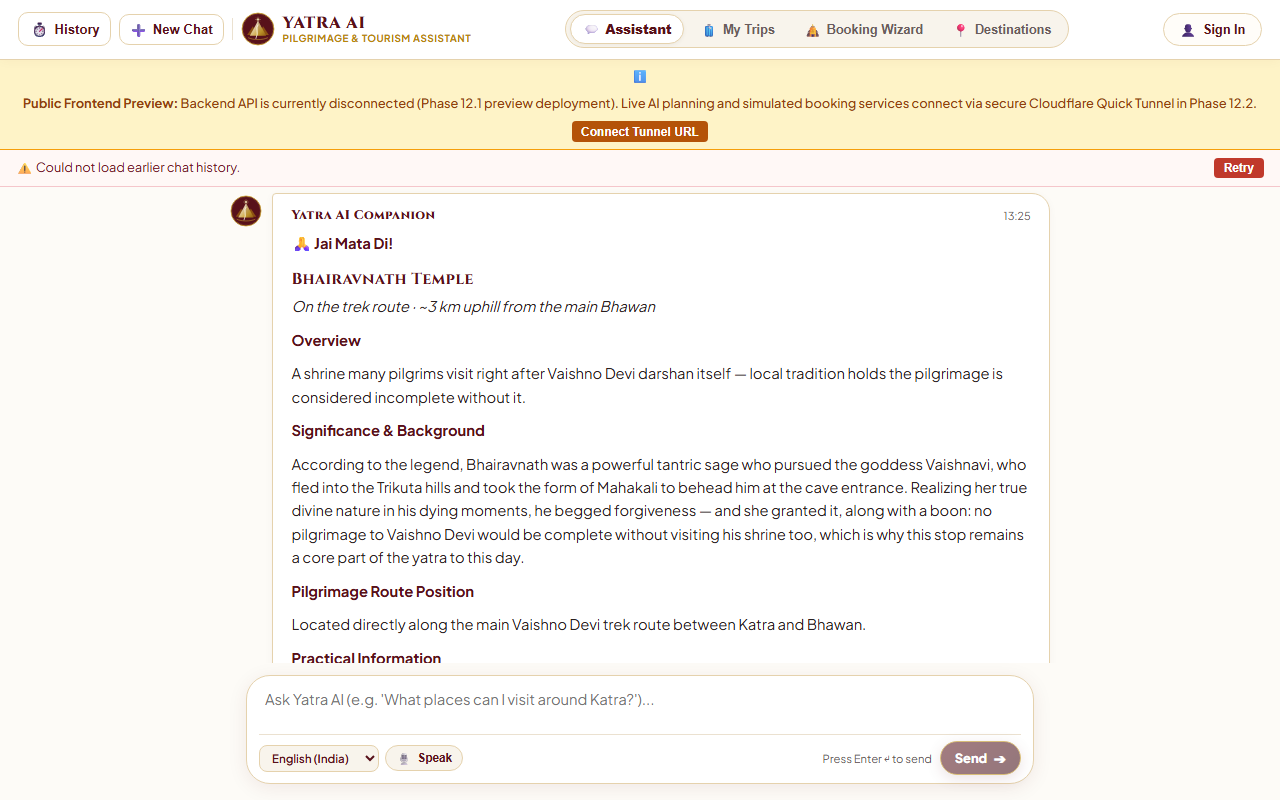 History
New Chat
YATRA AI
PILGRIMAGE & TOURISM ASSISTANT
Assistant
My Trips
Booking Wizard
Destinations
Sign In
Public Frontend Preview: Backend API is currently disconnected (Phase 12.1 preview deployment). Live AI planning and simulated booking services connect via secure Cloudflare Quick Tunnel in Phase 12.2.
Connect Tunnel URL
Could not load earlier chat history.
Retry
Yatra AI Companion
13:25
Jai Mata Di!
Bhairavnath Temple
On the trek route · ~3 km uphill from the main Bhawan
Overview
A shrine many pilgrims visit right after Vaishno Devi darshan itself — local tradition holds the pilgrimage is
considered incomplete without it.
Significance & Background
According to the legend, Bhairavnath was a powerful tantric sage who pursued the goddess Vaishnavi, who
fled into the Trikuta hills and took the form of Mahakali to behead him at the cave entrance. Realizing her true
divine nature in his dying moments, he begged forgiveness — and she granted it, along with a boon: no
pilgrimage to Vaishno Devi would be complete without visiting his shrine too, which is why this stop remains
a core part of the yatra to this day.
Pilgrimage Route Position
Located directly along the main Vaishno Devi trek route between Katra and Bhawan.
Practical Information
Ask Yatra AI (e.g. 'What places can I visit around Katra?')...
English (India)
Speak
Press Enter ↵ to send
Send ➔